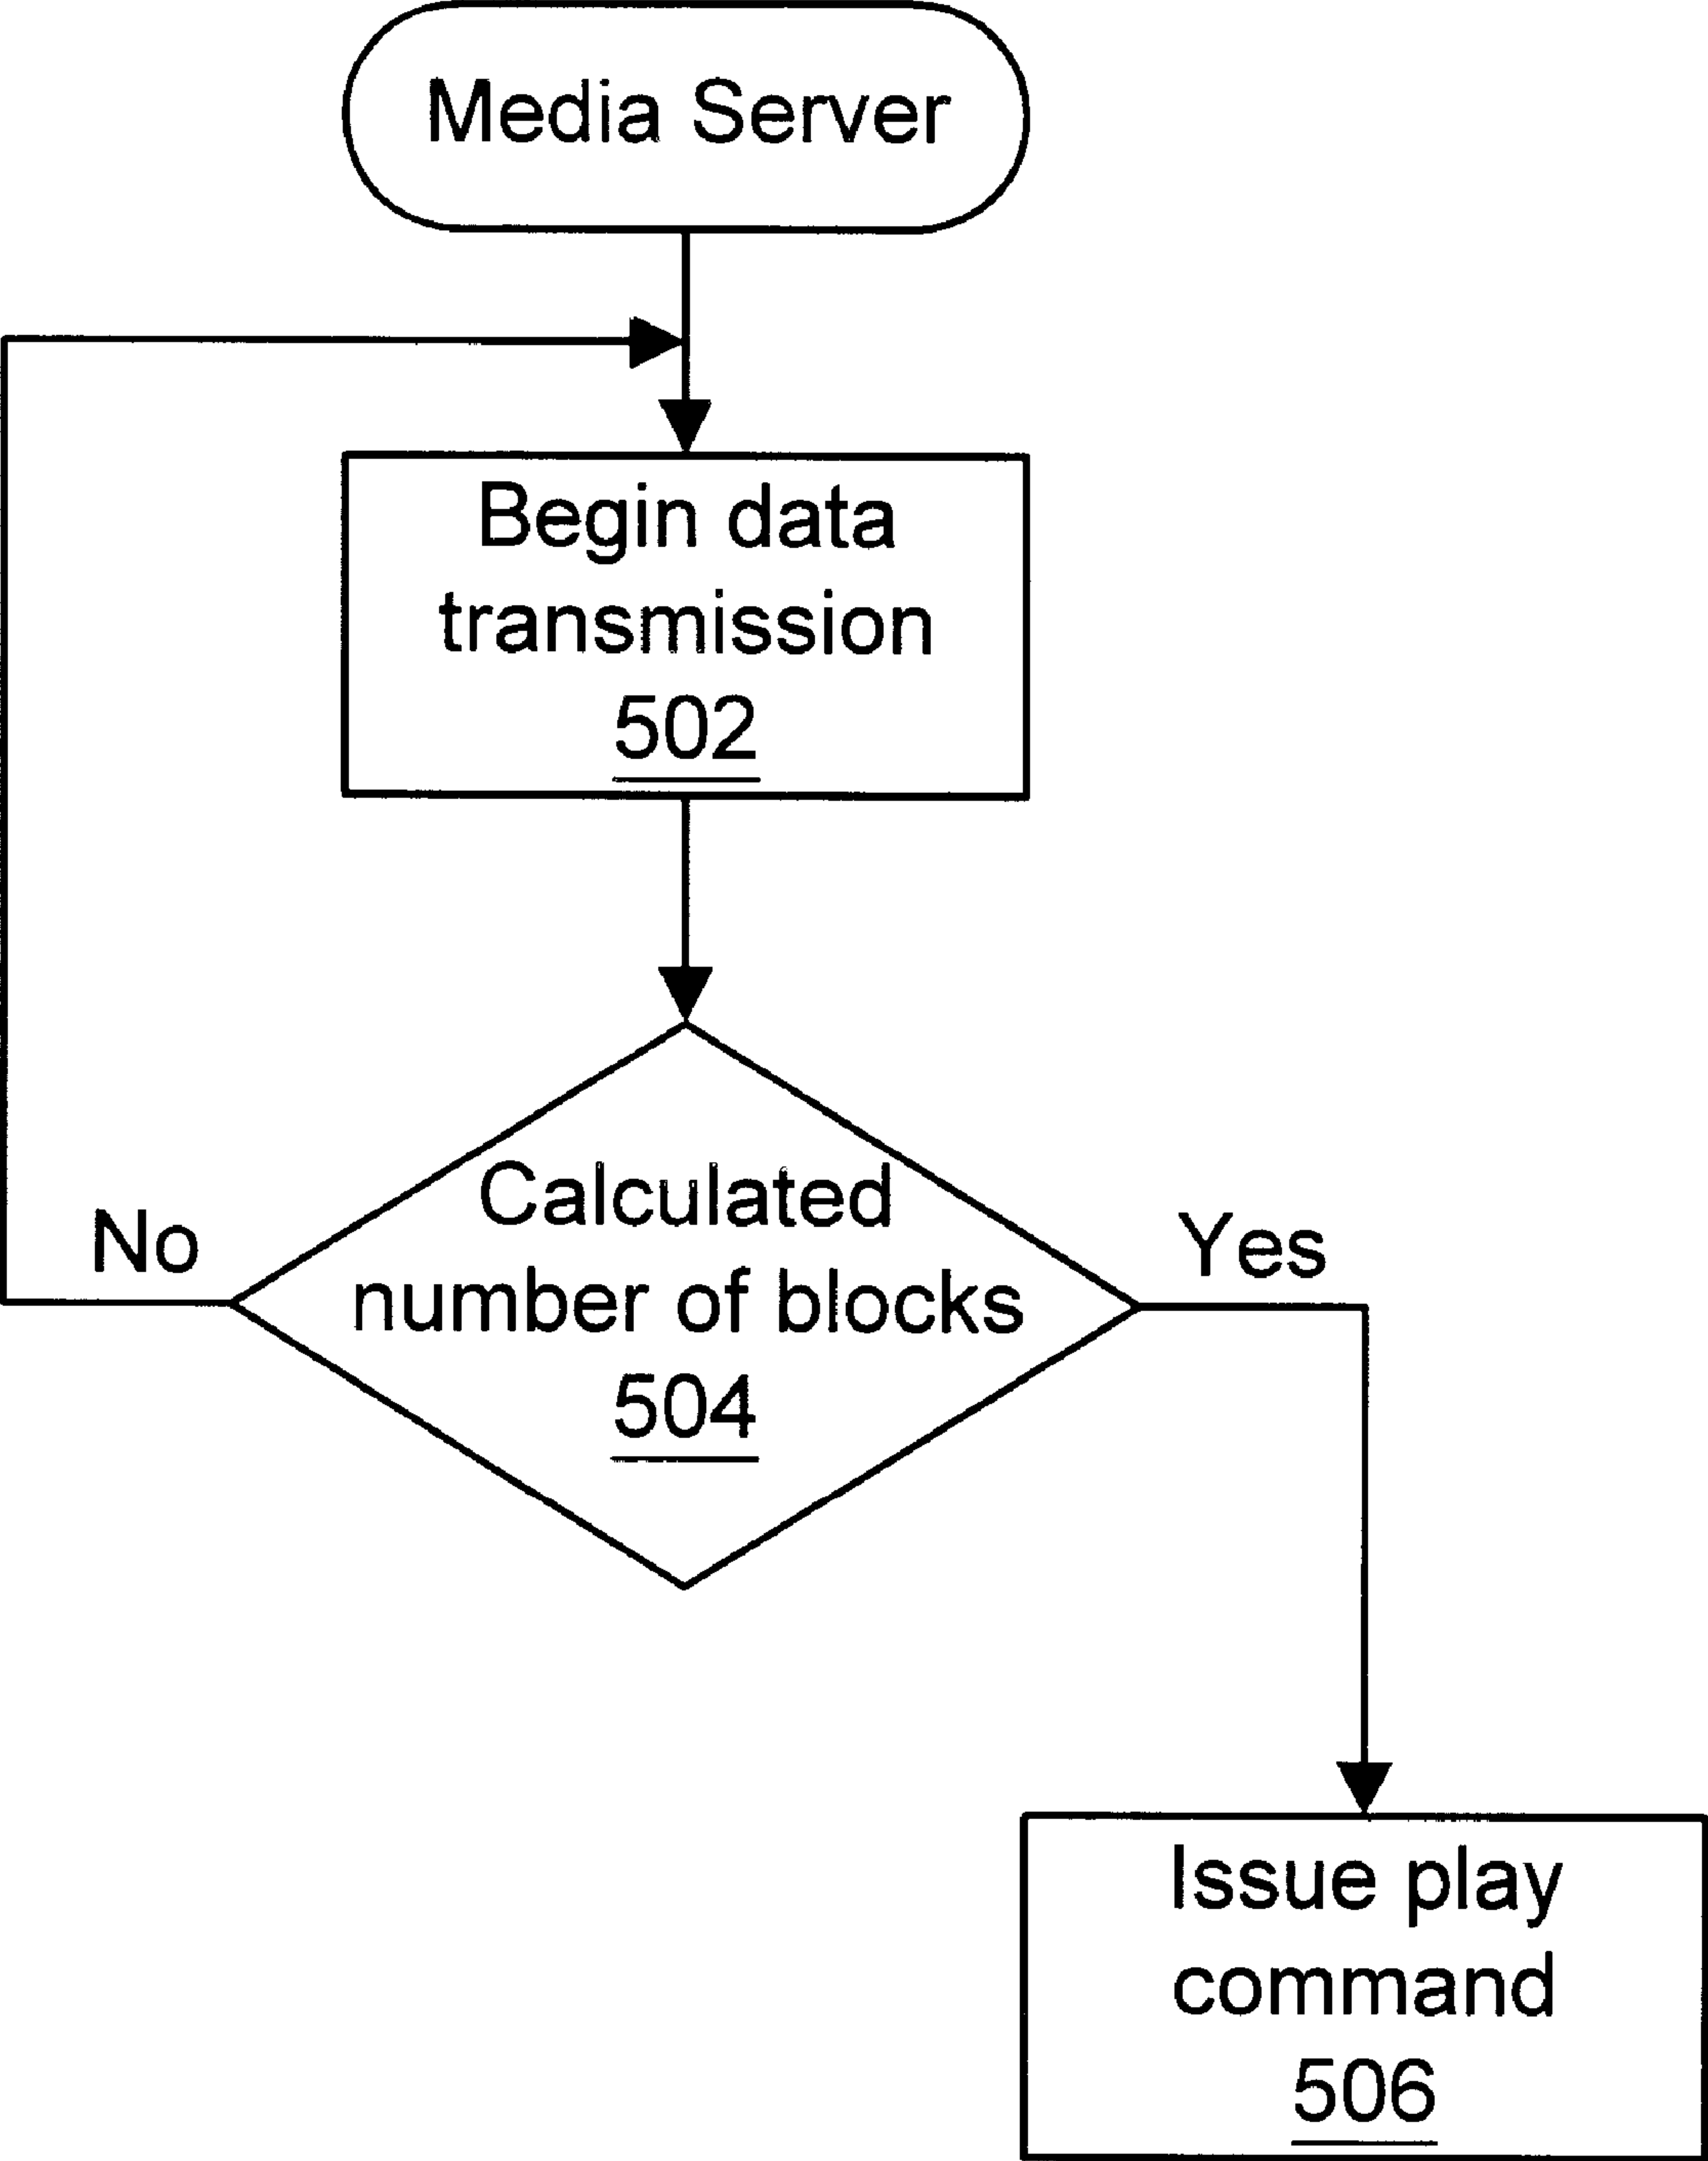 Media Server
Begin data
transmission
502
Calculated
number of blocks
504
No
Yes
Issue play
command
506